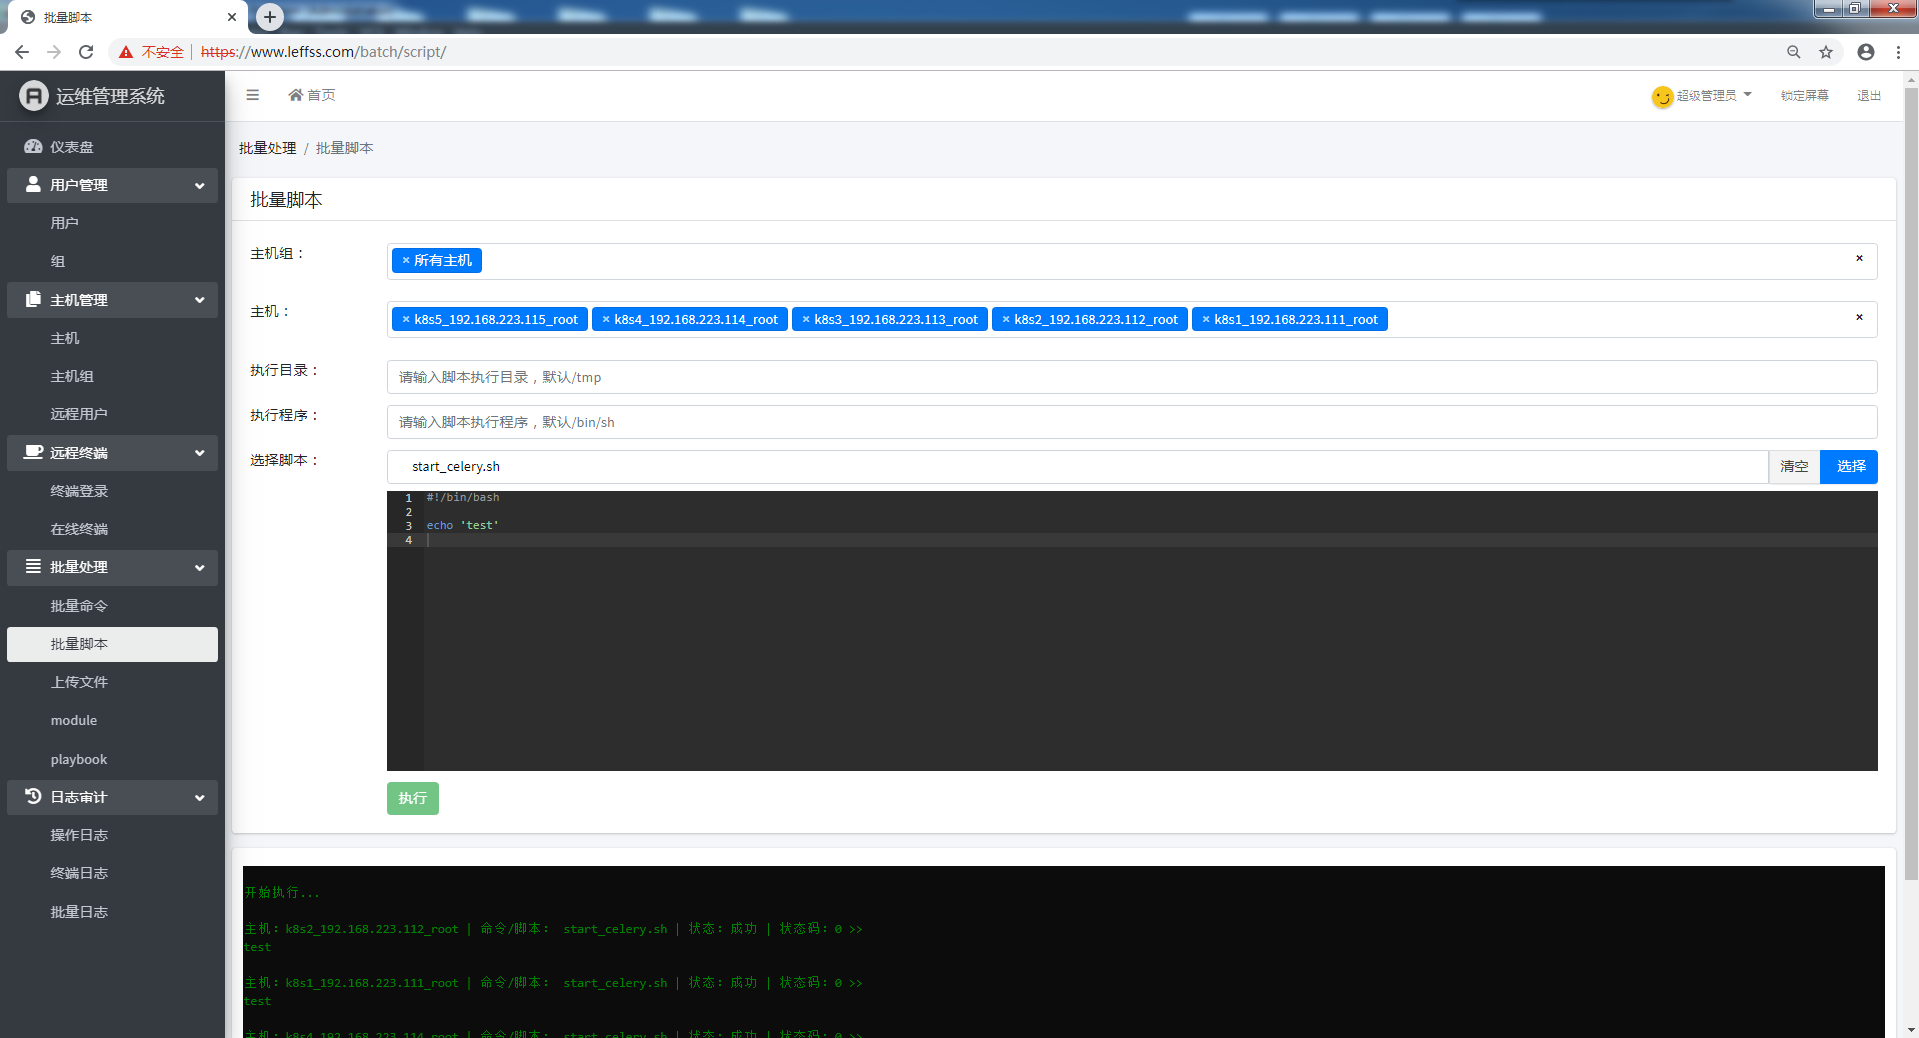 批量脚本
不安全
https://www.leffss.com/batch/script/
运维管理系统
首页
超级管理员
锁定屏幕
退出
仪表盘
用户管理
用户
组
主机管理
主机
主机组
远程用户
远程终端
终端登录
在线终端
批量处理
批量命令
批量脚本
上传文件
module
playbook
日志审计
操作日志
终端日志
批量日志
批量处理 / 批量脚本
批量脚本
主机组：
× 所有主机 ×
主机：
× k8s5_192.168.223.115_root × k8s4_192.168.223.114_root × k8s3_192.168.223.113_root × k8s2_192.168.223.112_root × k8s1_192.168.223.111_root ×
执行目录：
请输入脚本执行目录，默认/tmp
执行程序：
请输入脚本执行程序，默认/bin/sh
选择脚本：
start_celery.sh
清空
选择
1 #!/bin/bash
2
3 echo 'test'
4
执行
开始执行...
主机: k8s2_192.168.223.112_root | 命令/脚本: start_celery.sh | 状态: 成功 | 状态码: 0 >>
test
主机: k8s1_192.168.223.111_root | 命令/脚本: start_celery.sh | 状态: 成功 | 状态码: 0 >>
test
主机: k8s4_192.168.223.114_root | 命令/脚本: start_celery.sh | 状态: 成功 | 状态码: 0 >>